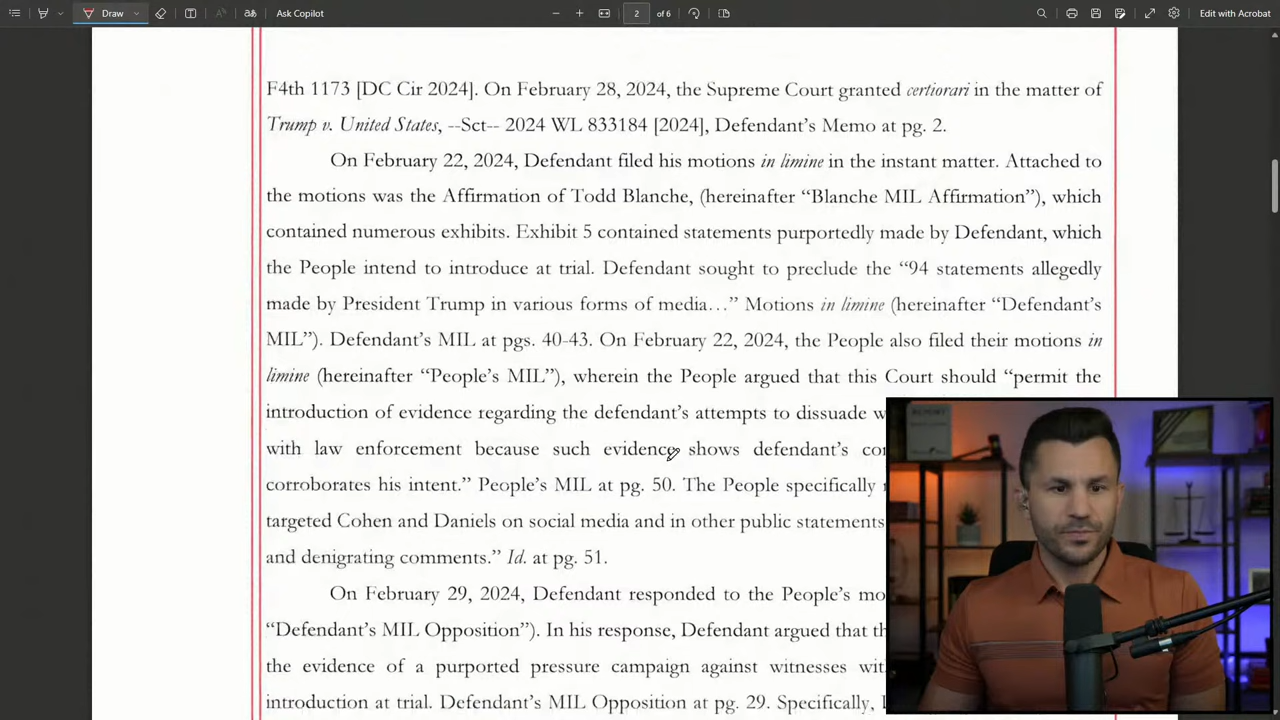 Draw
Ask Copilot
2
of 6
Edit with Acrobat
F4th 1173 [DC Cir 2024]. On February 28, 2024, the Supreme Court granted certiorari in the matter of
Trump v. United States, --Sct-- 2024 WL 833184 [2024], Defendant’s Memo at pg. 2.
On February 22, 2024, Defendant filed his motions in limine in the instant matter. Attached to
the motions was the Affirmation of Todd Blanche, (hereinafter “Blanche MIL Affirmation”), which
contained numerous exhibits. Exhibit 5 contained statements purportedly made by Defendant, which
the People intend to introduce at trial. Defendant sought to preclude the “94 statements allegedly
made by President Trump in various forms of media…” Motions in limine (hereinafter “Defendant’s
MIL”). Defendant’s MIL at pgs. 40-43. On February 22, 2024, the People also filed their motions in
limine (hereinafter “People’s MIL”), wherein the People argued that this Court should “permit the
introduction of evidence regarding the defendant’s attempts to dissuade
with law enforcement because such evidence shows defendant’s
corroborates his intent.” People’s MIL at pg. 50. The People specifically
targeted Cohen and Daniels on social media and in other public statements
and denigrating comments.” Id. at pg. 51.
On February 29, 2024, Defendant responded to the People’s
“Defendant’s MIL Opposition”). In his response, Defendant argued that
the evidence of a purported pressure campaign against witnesses
introduction at trial. Defendant’s MIL Opposition at pg. 29. Specifically,